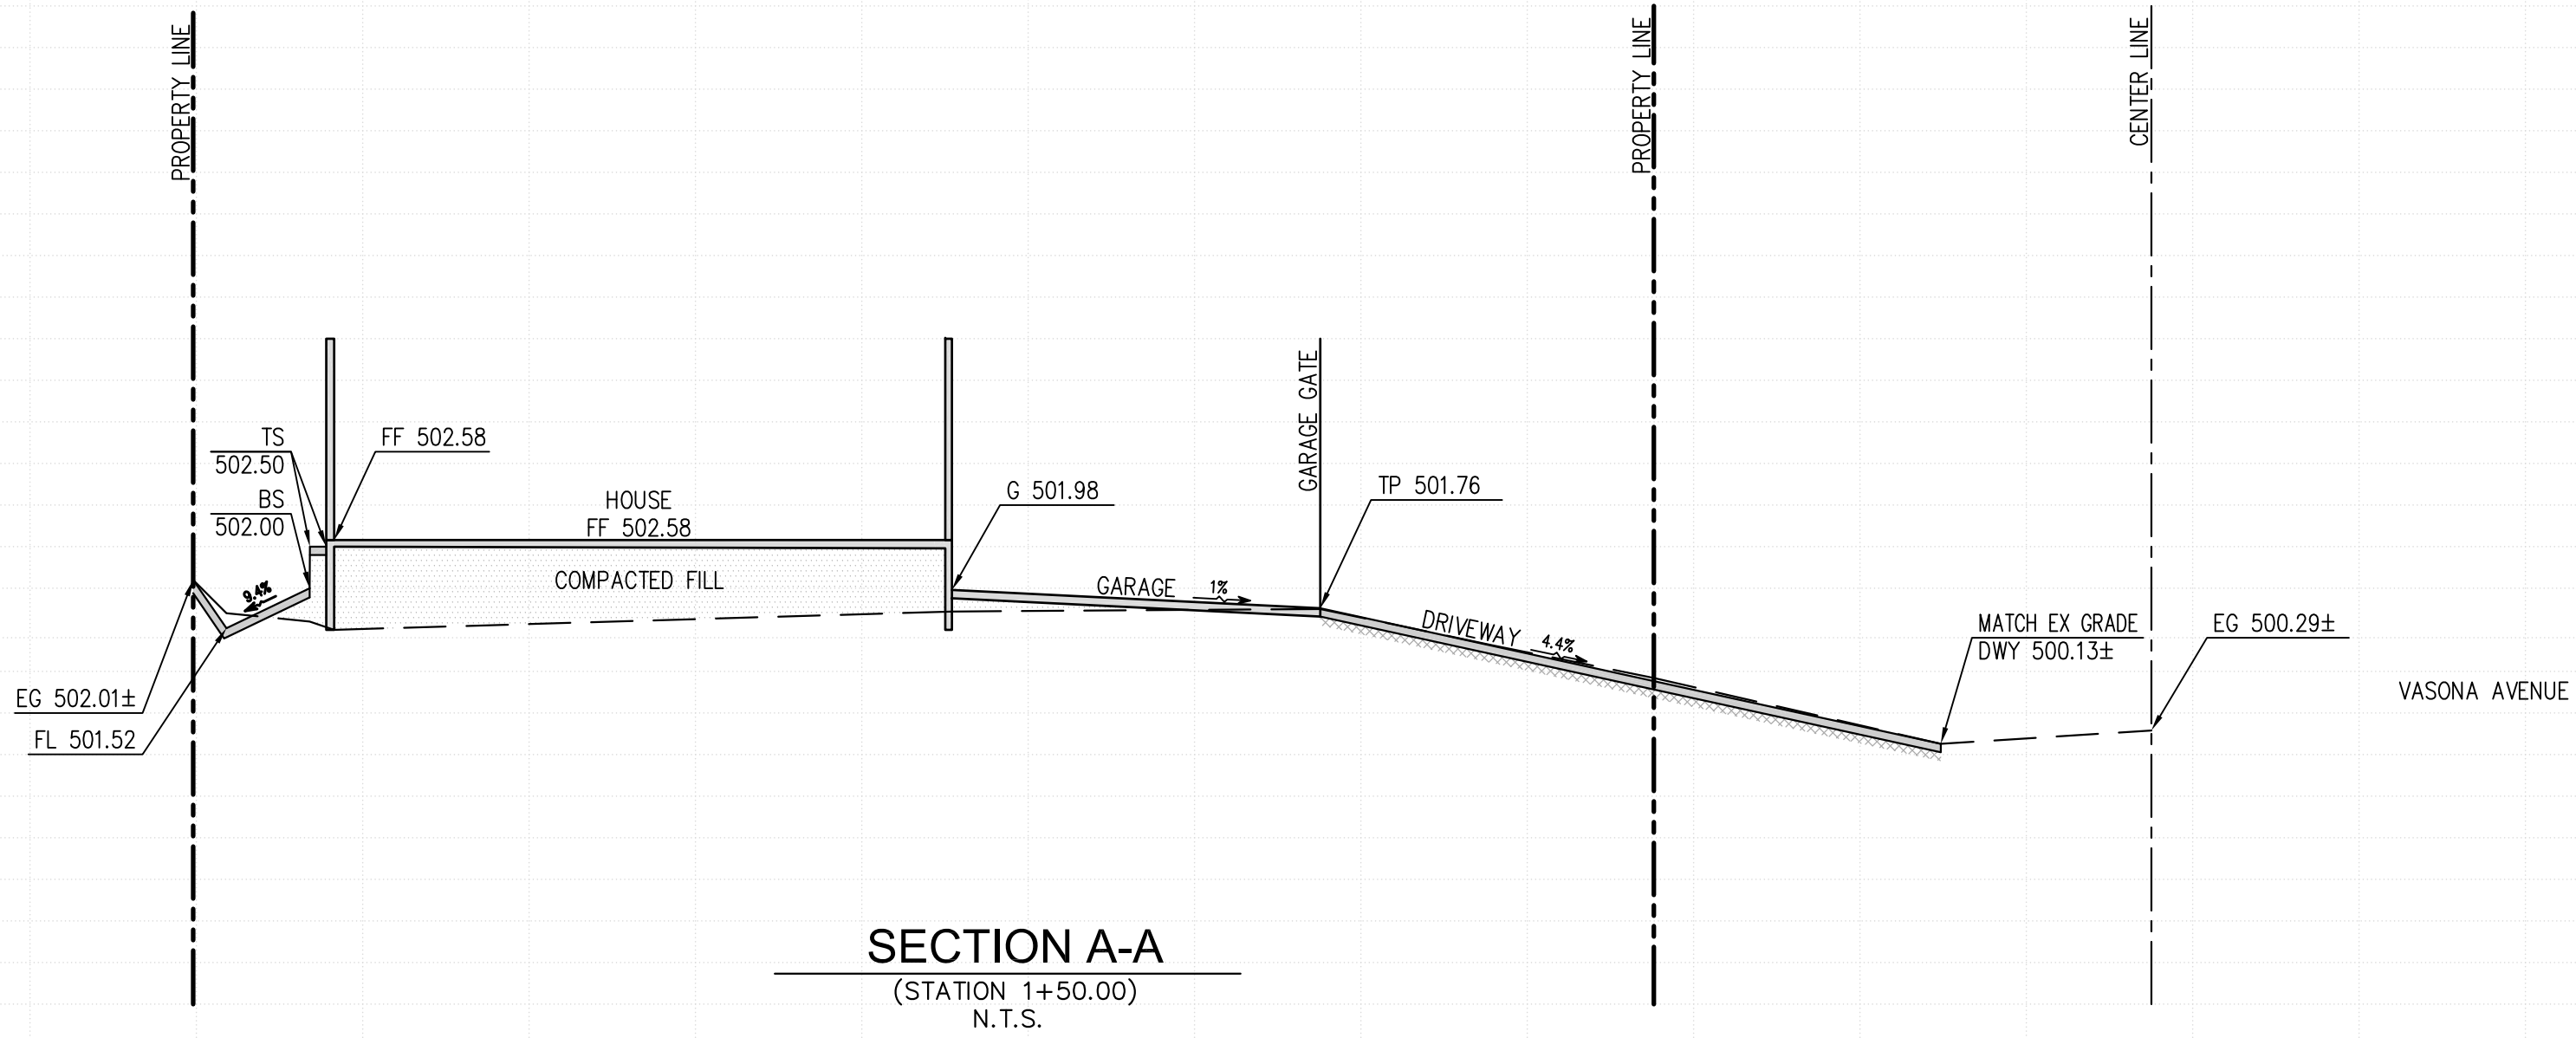 PROPERTY LINE
PROPERTY LINE
CENTER LINE
GARAGE GATE
TS
502.50
BS
502.00
FF 502.58
HOUSE
FF 502.58
COMPACTED FILL
G 501.98
TP 501.76
GARAGE
1%
9.4%
DRIVEWAY
4.4%
MATCH EX GRADE
DWY 500.13±
EG 500.29±
EG 502.01±
FL 501.52
VASONA AVENUE
SECTION A-A
(STATION 1+50.00)
N.T.S.